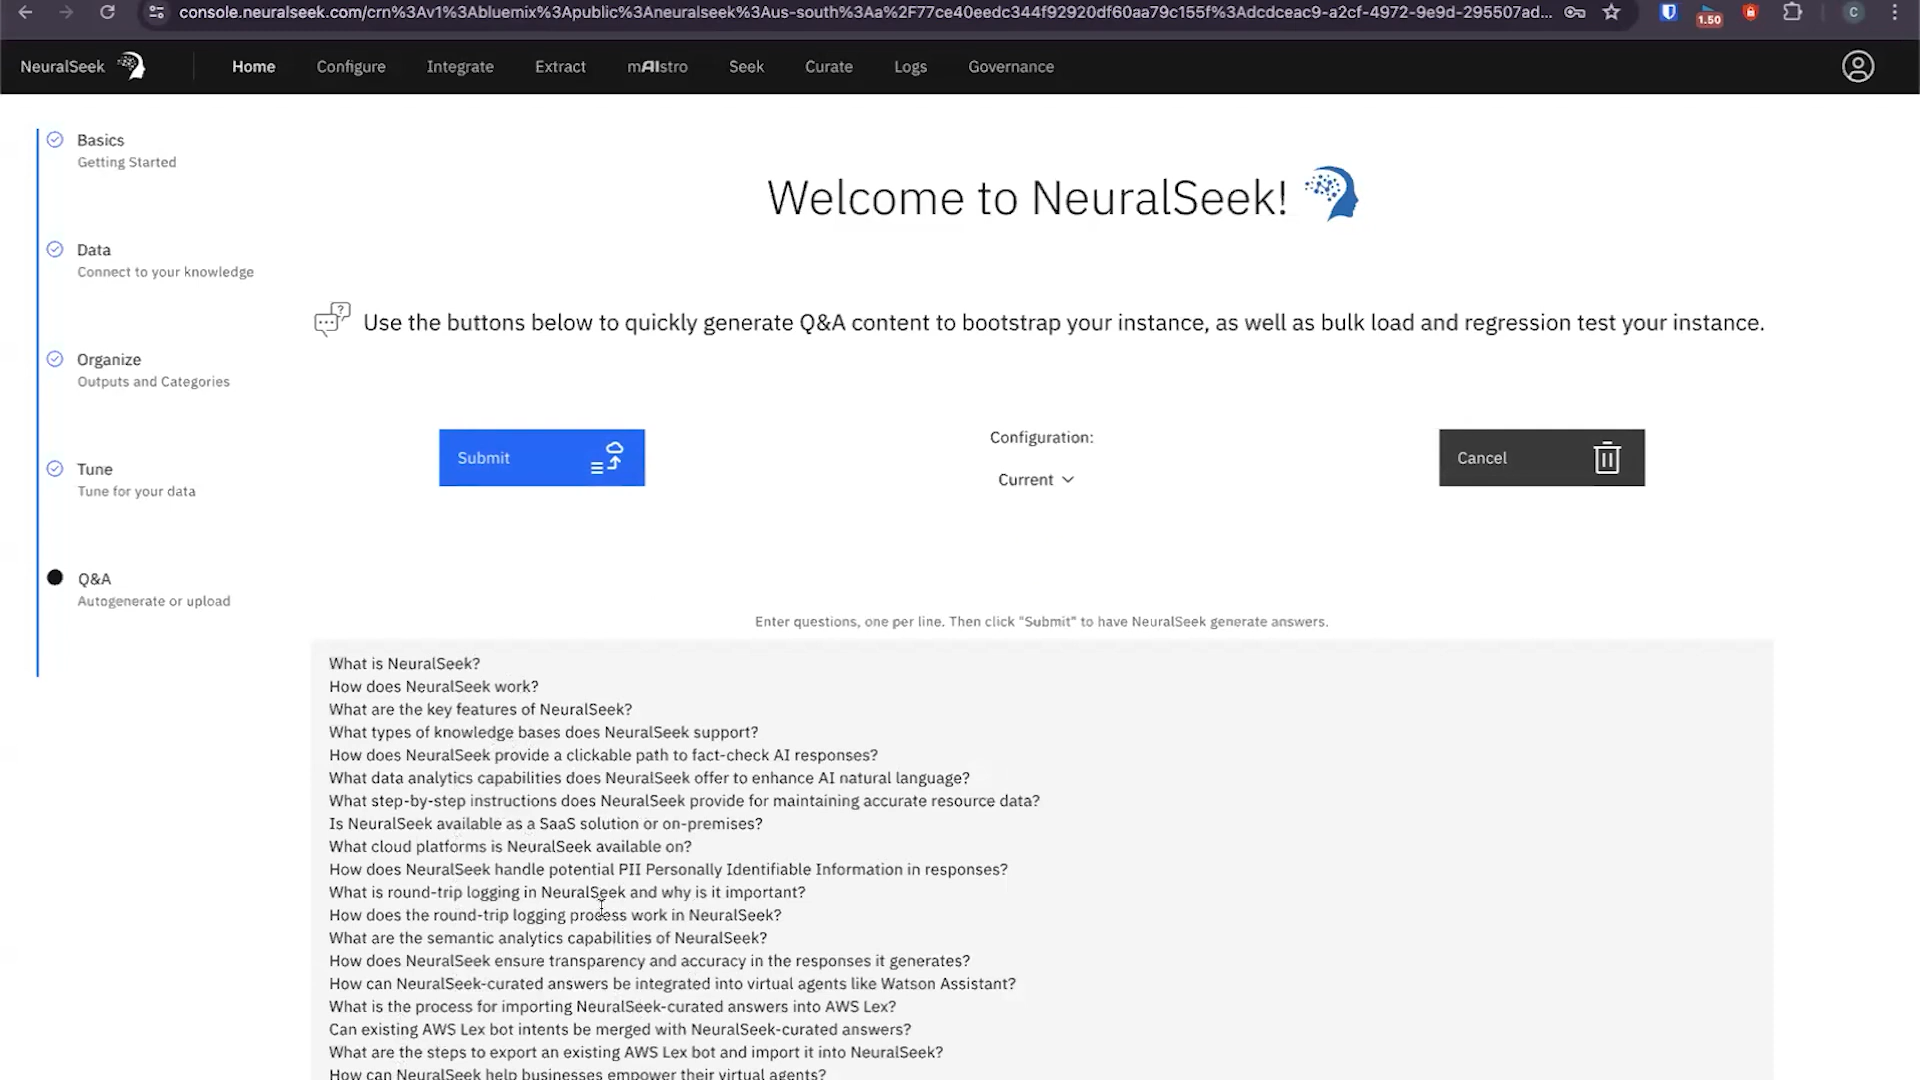 console.neuralseek.com/crn%3Av1%3Abluemix%3Apublic%3Aneuralseek%3Aus-south%3Aa%2F77ce40eedc344f92920df60aa79c155f%3Adcdceac9-a2cf-4972-9e9d-295507ad...
1.50
C
NeuralSeek
Home
Configure
Integrate
Extract
mAIstro
Seek
Curate
Logs
Governance
Basics
Getting Started
Data
Connect to your knowledge
Organize
Outputs and Categories
Tune
Tune for your data
Q&A
Autogenerate or upload
Welcome to NeuralSeek!
Use the buttons below to quickly generate Q&A content to bootstrap your instance, as well as bulk load and regression test your instance.
Submit
Configuration:
Current
Cancel
Enter questions, one per line. Then click "Submit" to have NeuralSeek generate answers.
What is NeuralSeek?
How does NeuralSeek work?
What are the key features of NeuralSeek?
What types of knowledge bases does NeuralSeek support?
How does NeuralSeek provide a clickable path to fact-check AI responses?
What data analytics capabilities does NeuralSeek offer to enhance AI natural language?
What step-by-step instructions does NeuralSeek provide for maintaining accurate resource data?
Is NeuralSeek available as a SaaS solution or on-premises?
What cloud platforms is NeuralSeek available on?
How does NeuralSeek handle potential PII Personally Identifiable Information in responses?
What is round-trip logging in NeuralSeek and why is it important?
How does the round-trip logging process work in NeuralSeek?
What are the semantic analytics capabilities of NeuralSeek?
How does NeuralSeek ensure transparency and accuracy in the responses it generates?
How can NeuralSeek-curated answers be integrated into virtual agents like Watson Assistant?
What is the process for importing NeuralSeek-curated answers into AWS Lex?
Can existing AWS Lex bot intents be merged with NeuralSeek-curated answers?
What are the steps to export an existing AWS Lex bot and import it into NeuralSeek?
How can NeuralSeek help businesses empower their virtual agents?